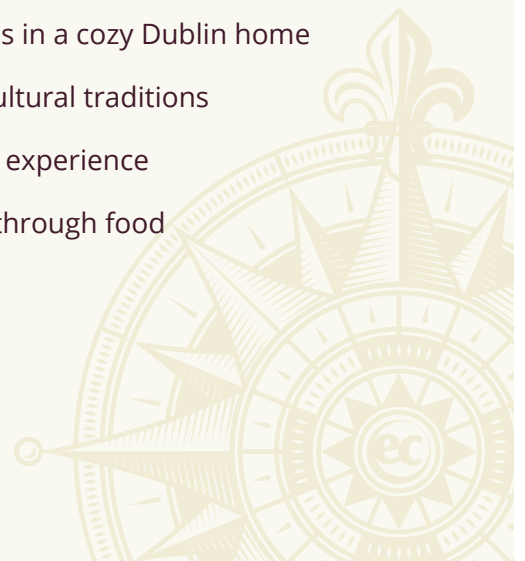 s in a cozy Dublin home
ultural traditions
experience
through food
ec